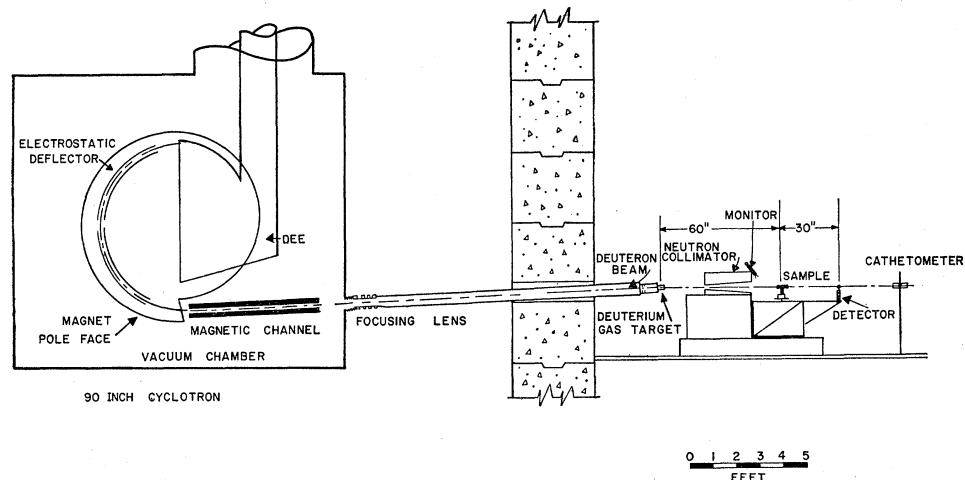 ELECTROSTATIC
DEFLECTOR
DEE
MAGNET
POLE FACE
MAGNETIC CHANNEL
VACUUM CHAMBER
90 INCH CYCLOTRON
FOCUSING LENS
DEUTERON
BEAM
DEUTERIUM
GAS TARGET
60"
MONITOR
30"
NEUTRON
COLLIMATOR
SAMPLE
CATHETOMETER
DETECTOR
0 1 2 3 4 5
FEET